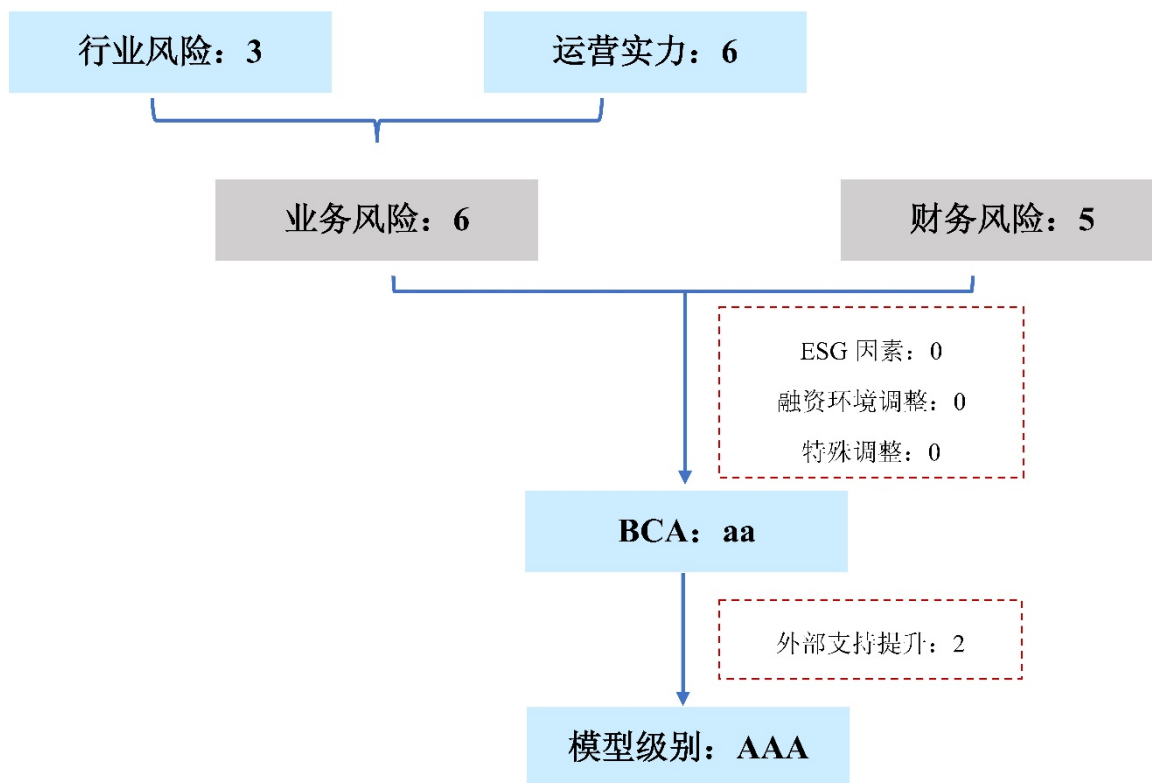 行业风险：3
运营实力：6
业务风险：6
财务风险：5
ESG 因素：0
融资环境调整：0
特殊调整：0
BCA：aa
外部支持提升：2
模型级别：AAA